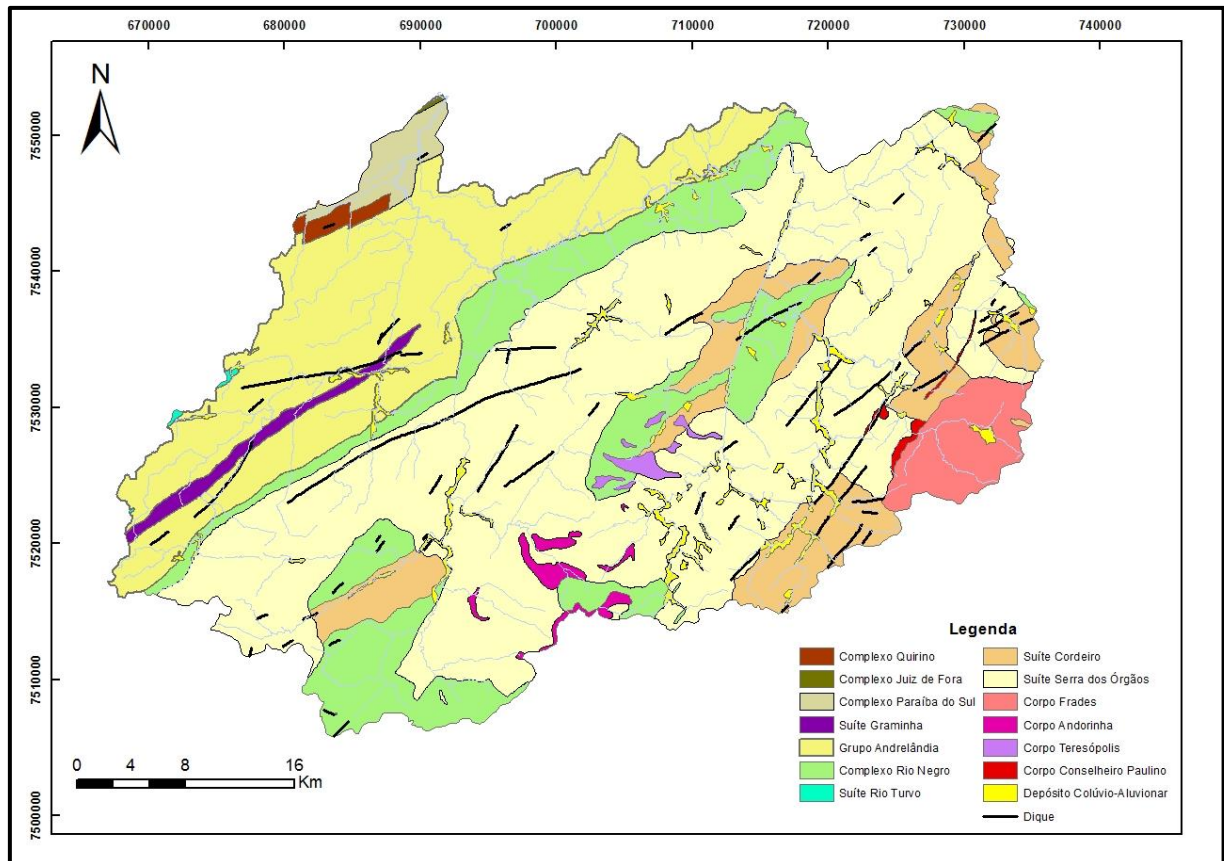 670000 680000 690000 700000 710000 720000 730000 740000
N
7550000
7540000
7530000
7520000
7510000
7500000
Legenda
Complexo Quirino
Complexo Juiz de Fora
Complexo Paraíba do Sul
Suíte Graminha
Grupo Andrelândia
Complexo Rio Negro
Suíte Rio Turvo
Suíte Cordeiro
Suíte Serra dos Órgãos
Corpo Frades
Corpo Andorinha
Corpo Teresópolis
Corpo Conselheiro Paulino
Depósito Colúvio-Aluvionar
Dique
0 4 8 16
Km